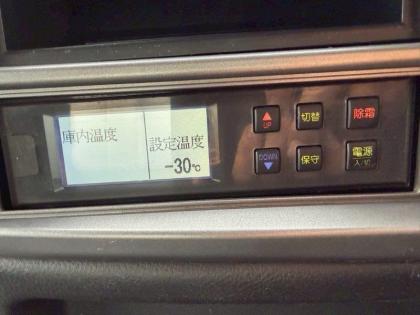 庫内温度
設定温度
-30℃
▲
UP
切替
除霜
DOWN
▼
保守
電源
入/切